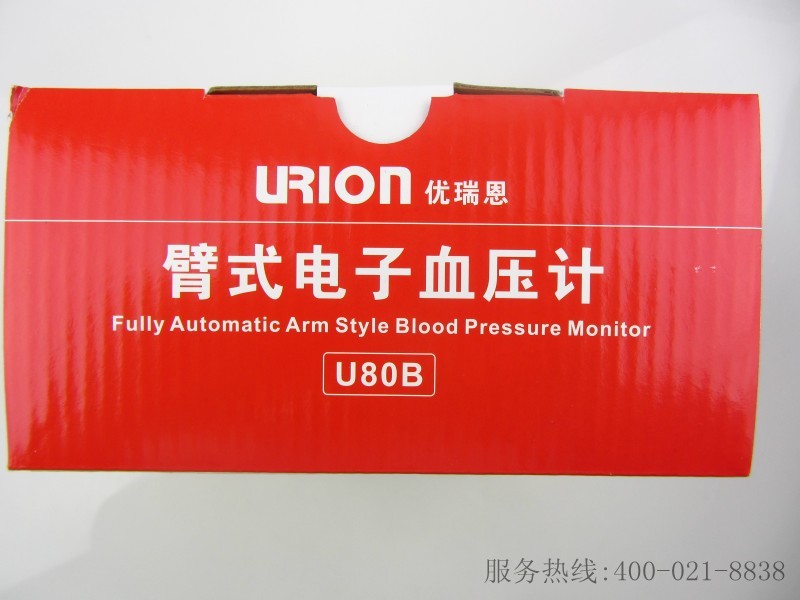 URION 优瑞恩
臂式电子血压计
Fully Automatic Arm Style Blood Pressure Monitor
U80B
服务热线:400-021-8838